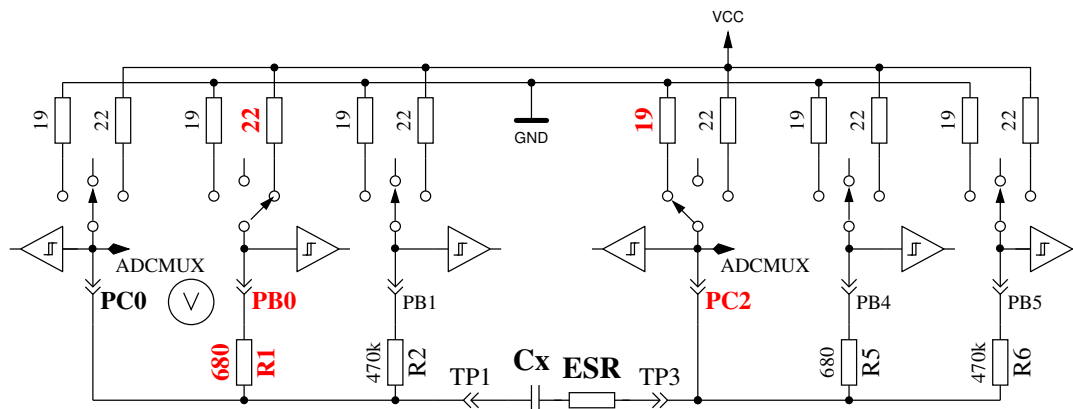 VCC
19
22
19
22
19
22
GND
19
22
19
22
19
22
ADCMUX
ADCMUX
PC0
V
PB0
PB1
PC2
PB4
PB5
680
R1
470k
R2
TP1
Cx
ESR
TP3
680
R5
470k
R6